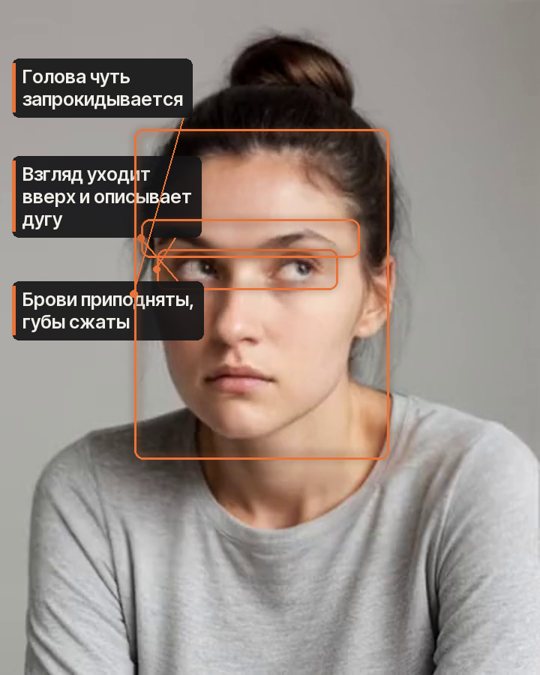 Голова чуть
запрокидывается
Взгляд уходит
вверх и описывает
дугу
Брови приподняты,
губы сжаты